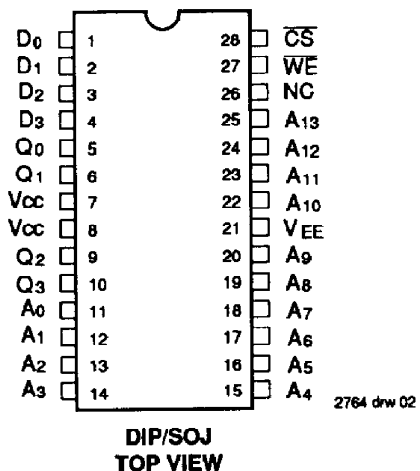 D0 1 28 CS
D1 2 27 WE
D2 3 26 NC
D3 4 25 A13
Q0 5 24 A12
Q1 6 23 A11
Vcc 7 22 A10
Vcc 8 21 VEE
Q2 9 20 A9
Q3 10 19 A8
A0 11 18 A7
A1 12 17 A6
A2 13 16 A5
A3 14 15 A4
2764 drw 02
DIP/SOJ
TOP VIEW